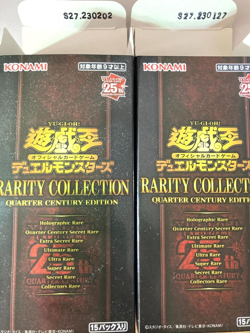 S27.230202
KONAMI
対象年齢9才以上
25th
YU-GI-OH!
遊戯王
オフィシャルカードゲーム
デュエルモンスターズ
RARITY COLLECTION
QUARTER CENTURY EDITION
Holographic Rare
Quarter Century Secret Rare
Extra Secret Rare
Ultimate Rare
Ultra Rare
Super Rare
Secret Rare
Collectors Rare
15パック入り
S27.230127
KONAMI
対象年齢9才以上
25th
YU-GI-OH!
遊戯王
オフィシャルカードゲーム
デュエルモンスターズ
RARITY COLLECT
QUARTER CENTURY EDITION
Holographic Rare
Quarter Century Secret Rare
Extra Secret Rare
Ultimate Rare
Ultra Rare
Super Rare
Secret Rare
Collectors Rare
15パック入り